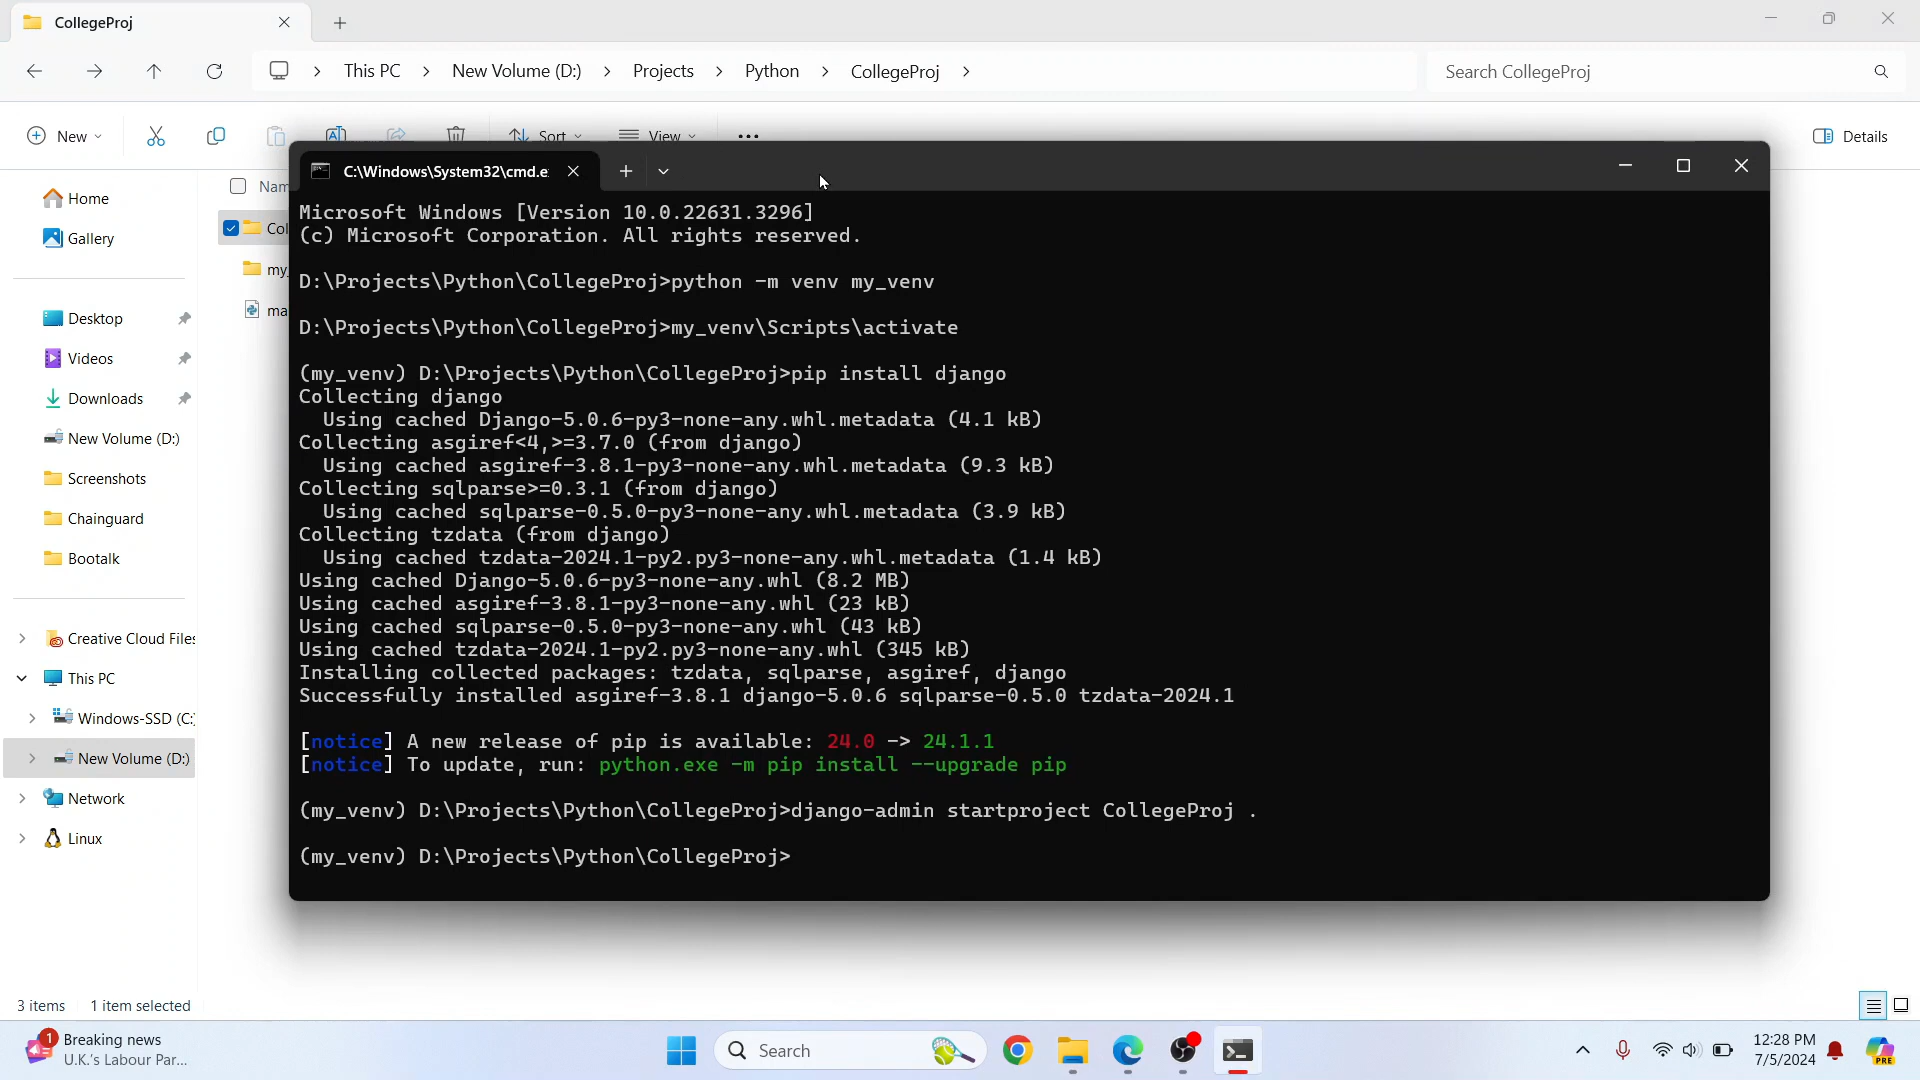 CollegeProj
This PC > New Volume (D:) > Projects > Python > CollegeProj >
Search CollegeProj
New
Sort
View
Details
Home
Gallery
Desktop
Videos
Downloads
New Volume (D:)
Screenshots
Chainguard
Bootalk
Creative Cloud Files
This PC
Windows-SSD (C:)
New Volume (D:)
Network
Linux
Nam
Col
my_
ma
C:\Windows\System32\cmd.e
Microsoft Windows [Version 10.0.22631.3296]
(c) Microsoft Corporation. All rights reserved.
D:\Projects\Python\CollegeProj>python -m venv my_venv
D:\Projects\Python\CollegeProj>my_venv\Scripts\activate
(my_venv) D:\Projects\Python\CollegeProj>pip install django
Collecting django
Using cached Django-5.0.6-py3-none-any.whl.metadata (4.1 kB)
Collecting asgiref<4,>=3.7.0 (from django)
Using cached asgiref-3.8.1-py3-none-any.whl.metadata (9.3 kB)
Collecting sqlparse>=0.3.1 (from django)
Using cached sqlparse-0.5.0-py3-none-any.whl.metadata (3.9 kB)
Collecting tzdata (from django)
Using cached tzdata-2024.1-py2.py3-none-any.whl.metadata (1.4 kB)
Using cached Django-5.0.6-py3-none-any.whl (8.2 MB)
Using cached asgiref-3.8.1-py3-none-any.whl (23 kB)
Using cached sqlparse-0.5.0-py3-none-any.whl (43 kB)
Using cached tzdata-2024.1-py2.py3-none-any.whl (345 kB)
Installing collected packages: tzdata, sqlparse, asgiref, django
Successfully installed asgiref-3.8.1 django-5.0.6 sqlparse-0.5.0 tzdata-2024.1
[notice] A new release of pip is available: 24.0 -> 24.1.1
[notice] To update, run: python.exe -m pip install --upgrade pip
(my_venv) D:\Projects\Python\CollegeProj>django-admin startproject CollegeProj .
(my_venv) D:\Projects\Python\CollegeProj>
3 items 1 item selected
1
Breaking news
U.K.'s Labour Par...
Search
12:28 PM
7/5/2024
PRE